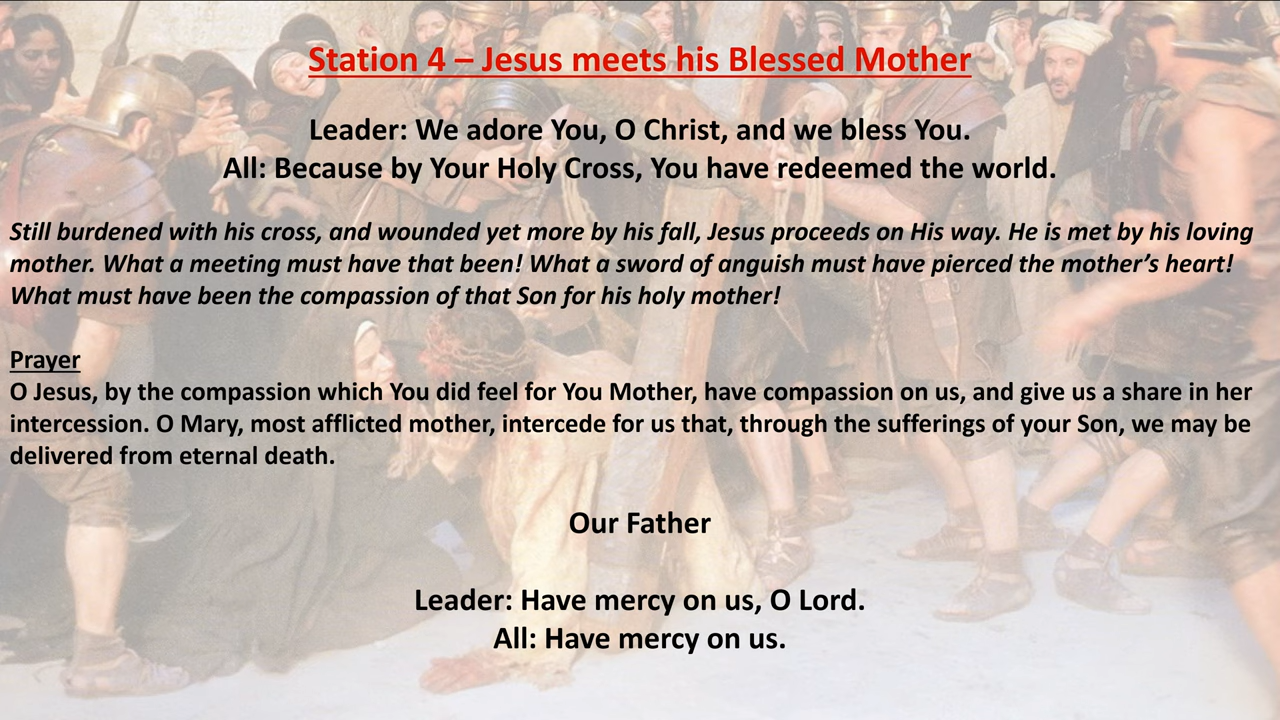 Station 4 – Jesus meets his Blessed Mother
Leader: We adore You, O Christ, and we bless You.
All: Because by Your Holy Cross, You have redeemed the world.
Still burdened with his cross, and wounded yet more by his fall, Jesus proceeds on His way. He is met by his loving
mother. What a meeting must have that been! What a sword of anguish must have pierced the mother’s heart!
What must have been the compassion of that Son for his holy mother!
Prayer
O Jesus, by the compassion which You did feel for You Mother, have compassion on us, and give us a share in her
intercession. O Mary, most afflicted mother, intercede for us that, through the sufferings of your Son, we may be
delivered from eternal death.
Our Father
Leader: Have mercy on us, O Lord.
All: Have mercy on us.